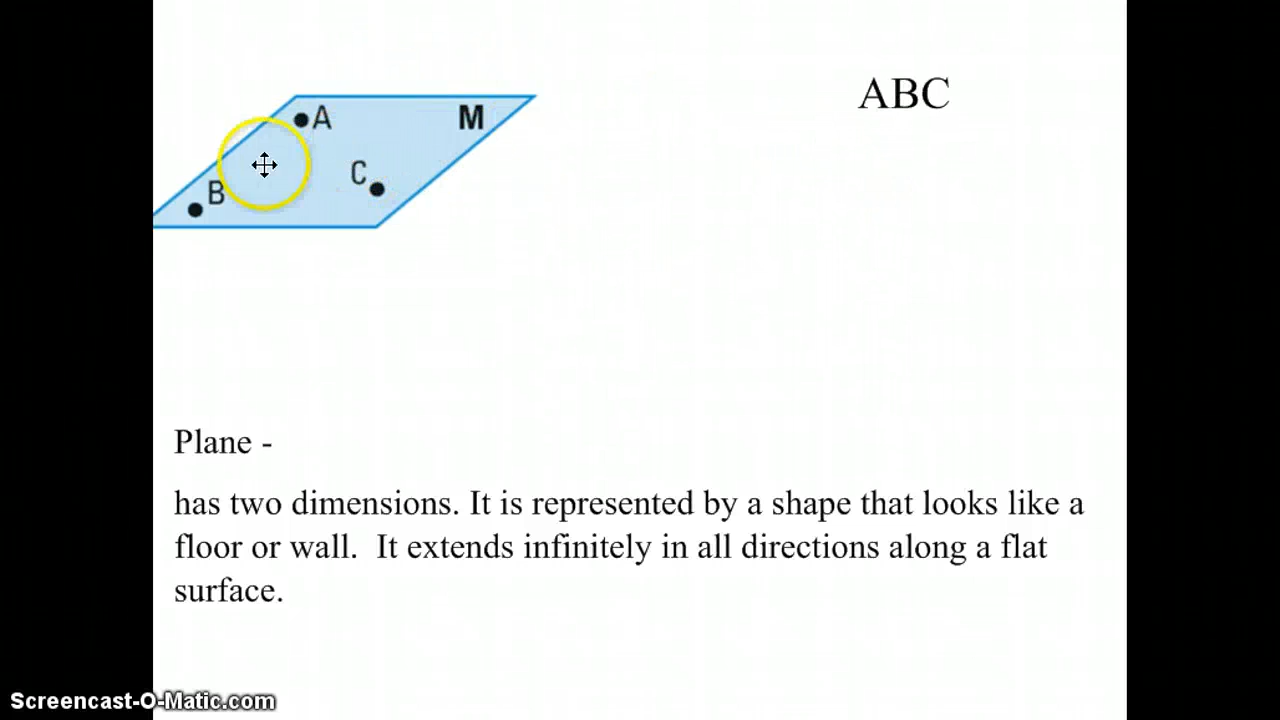 ABC
A
M
C
B
Plane -
has two dimensions. It is represented by a shape that looks like a
floor or wall.  It extends infinitely in all directions along a flat
surface.
Screencast-O-Matic.com